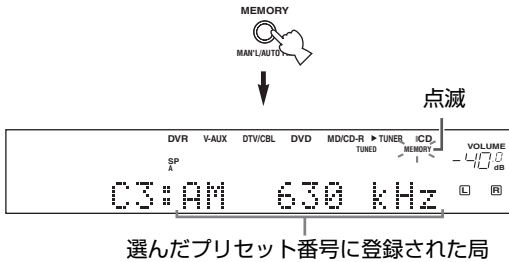 MEMORY
MAN'L/AUTO
点滅
DVR V-AUX DTV/CBL DVD MD/CD-R TUNER CD
TUNED MEMORY
VOLUME
SP
A
-40.0
dB
L R
C3:AM 630 kHz
選んだプリセット番号に登録された局